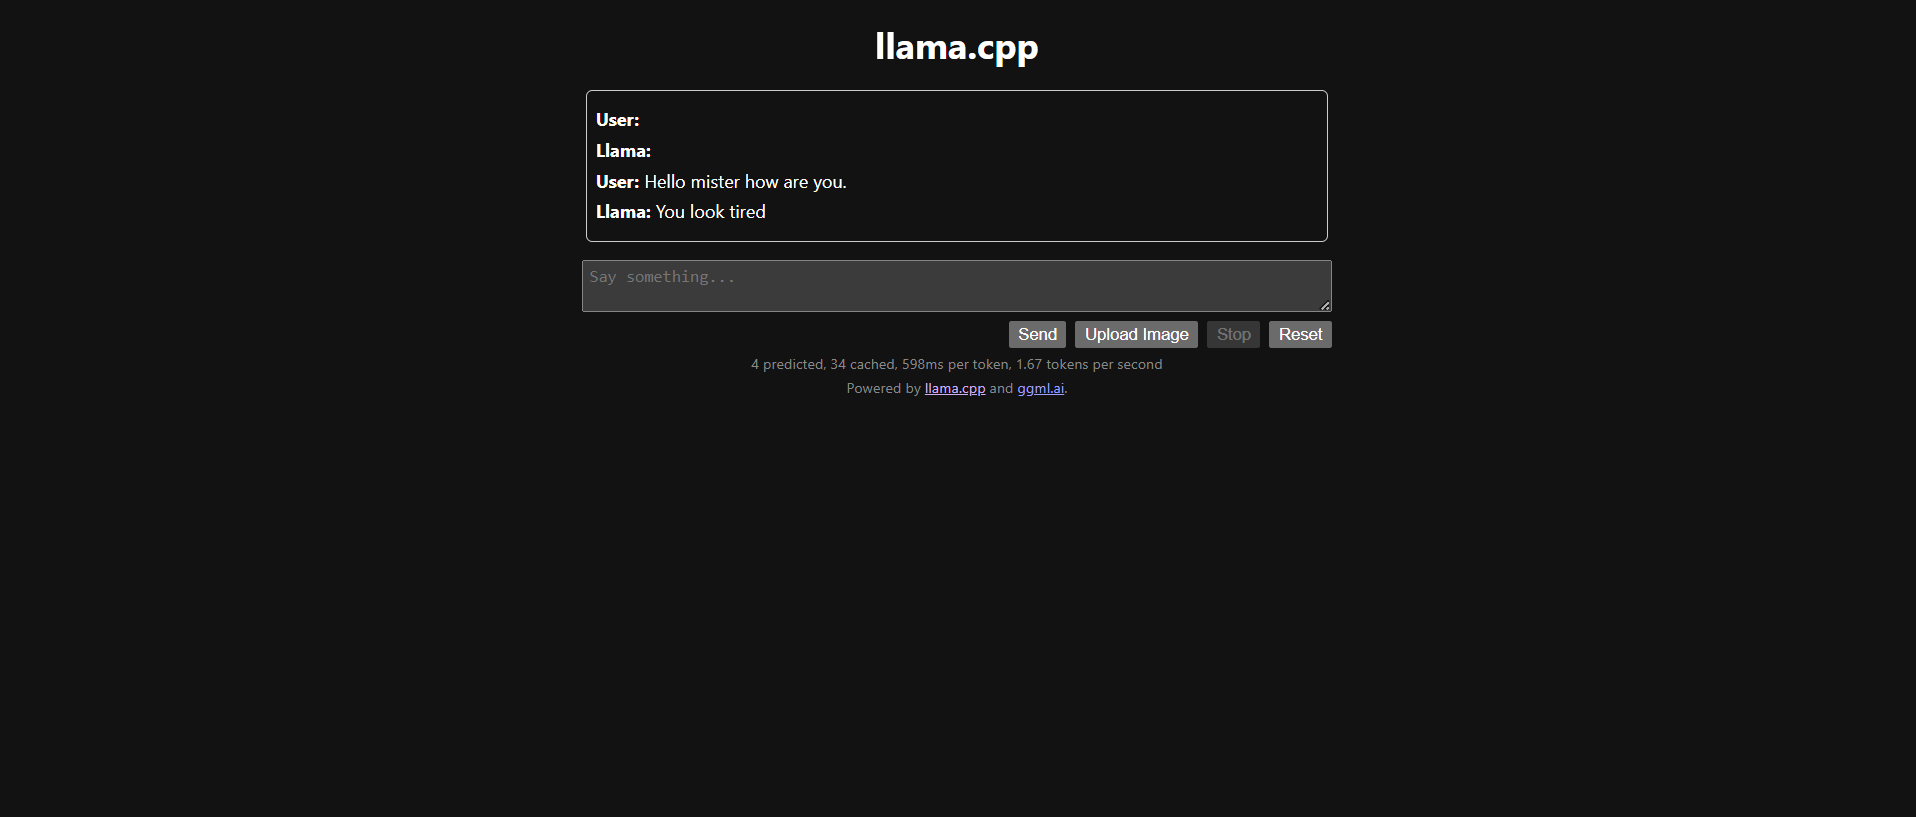 llama.cpp
User:
Llama:
User: Hello mister how are you.
Llama: You look tired
Say something...
Send Upload Image Stop Reset
4 predicted, 34 cached, 598ms per token, 1.67 tokens per second
Powered by llama.cpp and ggml.ai.